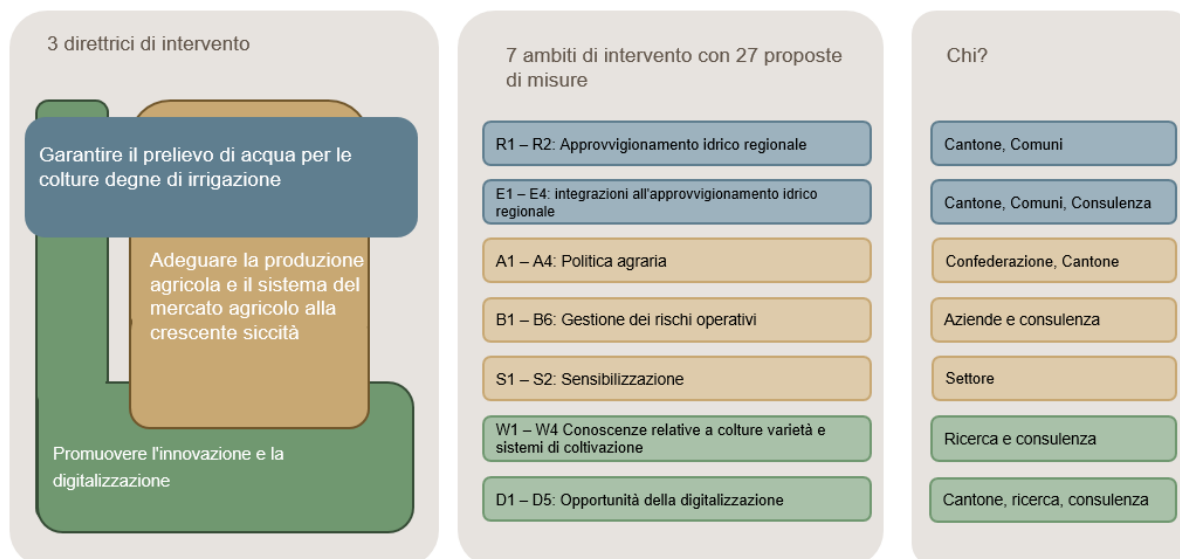 3 direttrici di intervento
Garantire il prelievo di acqua per le
colture degne di irrigazione
Adeguare la produzione
agricola e il sistema del
mercato agricolo alla
crescente siccità
Promuovere l'innovazione e la
digitalizzazione
7 ambiti di intervento con 27 proposte
di misure
R1 – R2: Approvvigionamento idrico regionale
E1 – E4: integrazioni all'approvvigionamento idrico
regionale
A1 – A4: Politica agraria
B1 – B6: Gestione dei rischi operativi
S1 – S2: Sensibilizzazione
W1 – W4 Conoscenze relative a colture varietà e
sistemi di coltivazione
D1 – D5: Opportunità della digitalizzazione
Chi?
Cantone, Comuni
Cantone, Comuni, Consulenza
Confederazione, Cantone
Aziende e consulenza
Settore
Ricerca e consulenza
Cantone, ricerca, consulenza